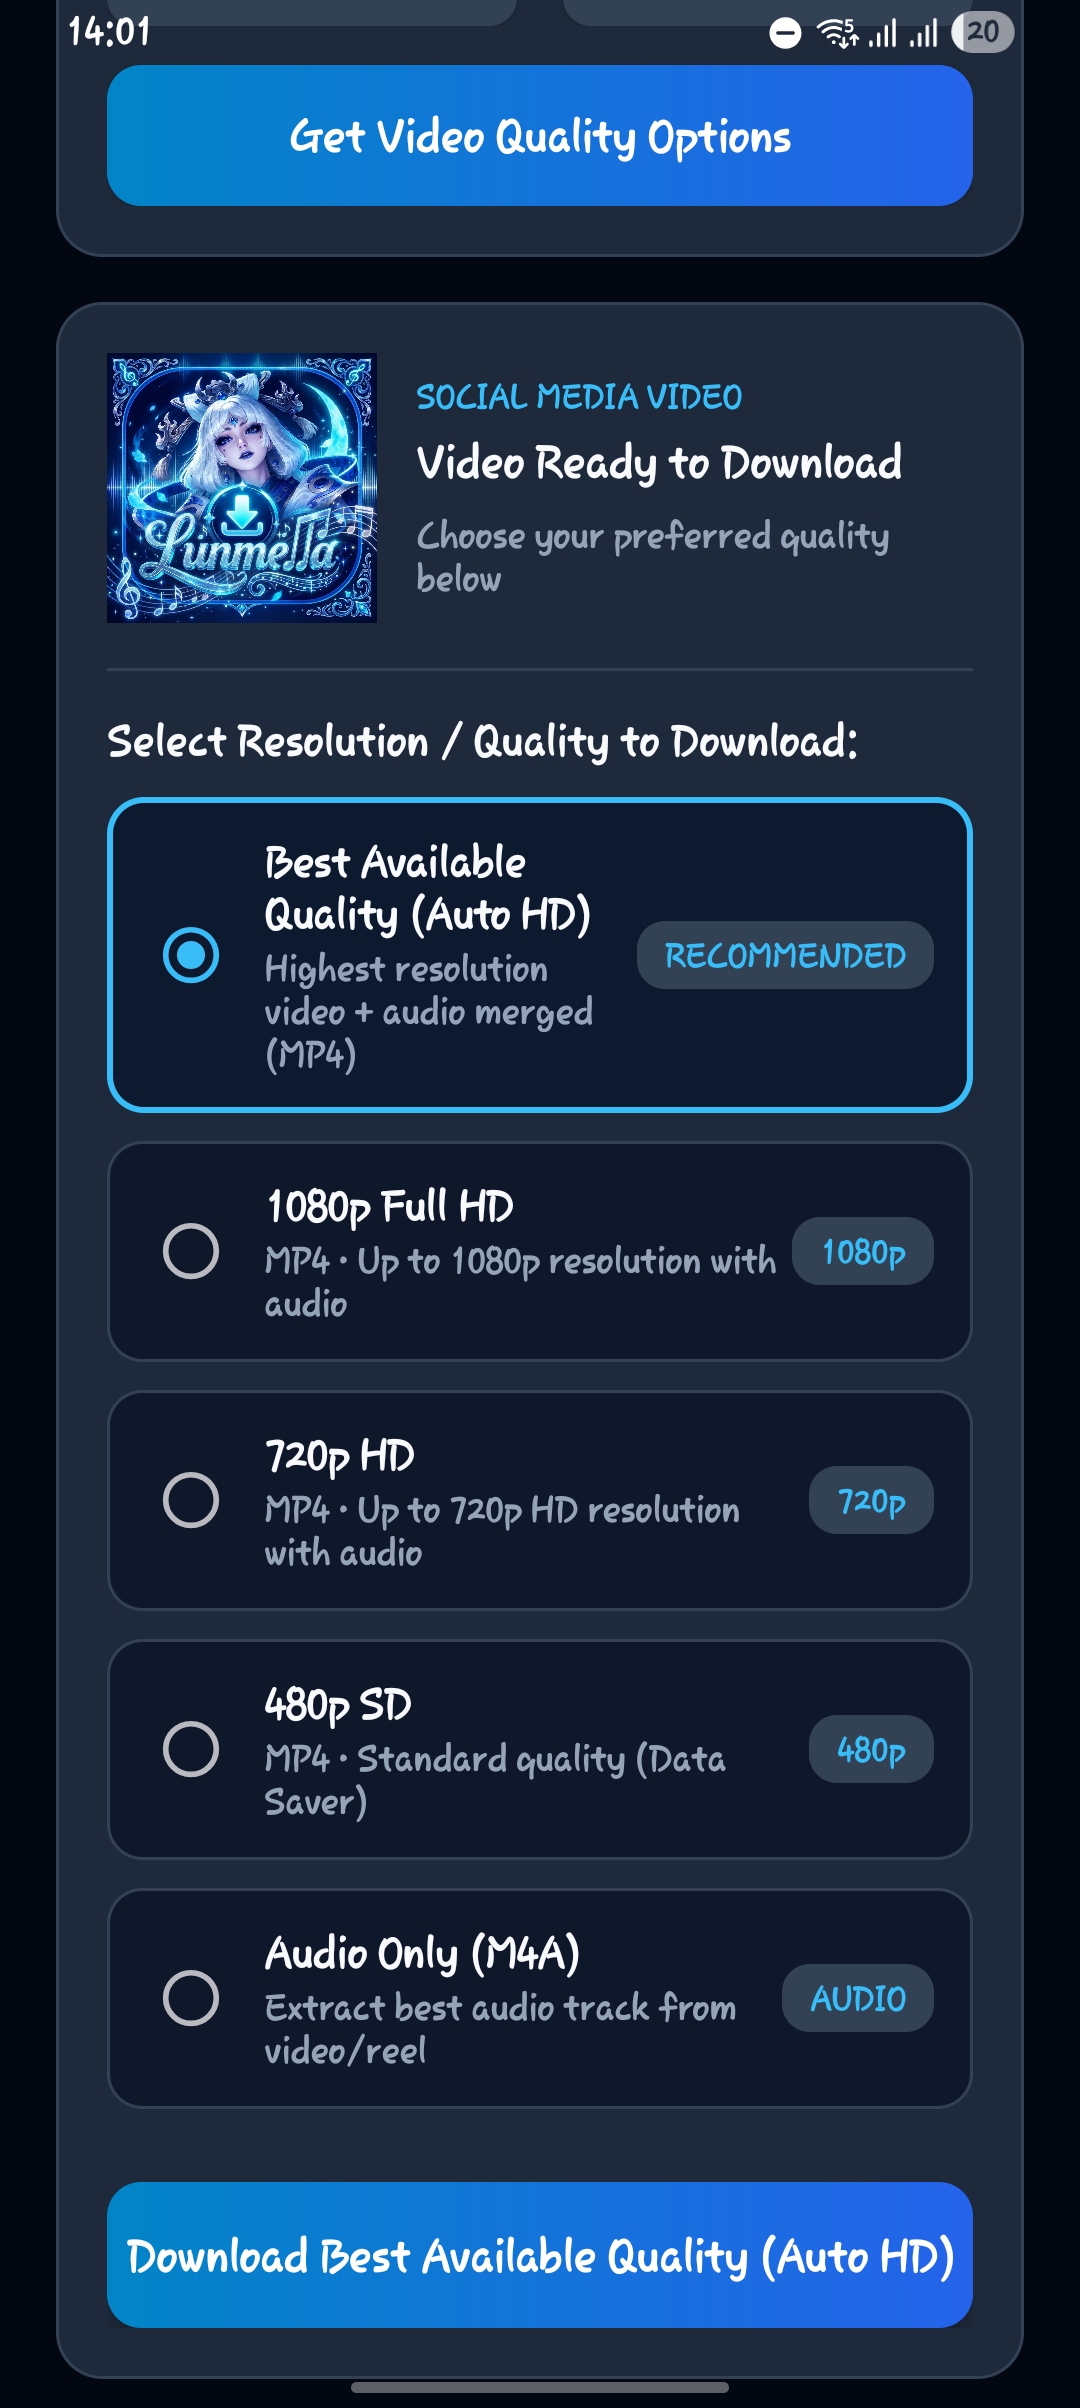 14:01
5
20
Get Video Quality Options
Lunmella
SOCIAL MEDIA VIDEO
Video Ready to Download
Choose your preferred quality
below
Select Resolution / Quality to Download:
Best Available
Quality (Auto HD)
Highest resolution
video + audio merged
(MP4)
RECOMMENDED
1080p Full HD
MP4 • Up to 1080p resolution with
audio
1080p
720p HD
MP4 • Up to 720p HD resolution
with audio
720p
480p SD
MP4 • Standard quality (Data
Saver)
480p
Audio Only (M4A)
Extract best audio track from
video/reel
AUDIO
Download Best Available Quality (Auto HD)